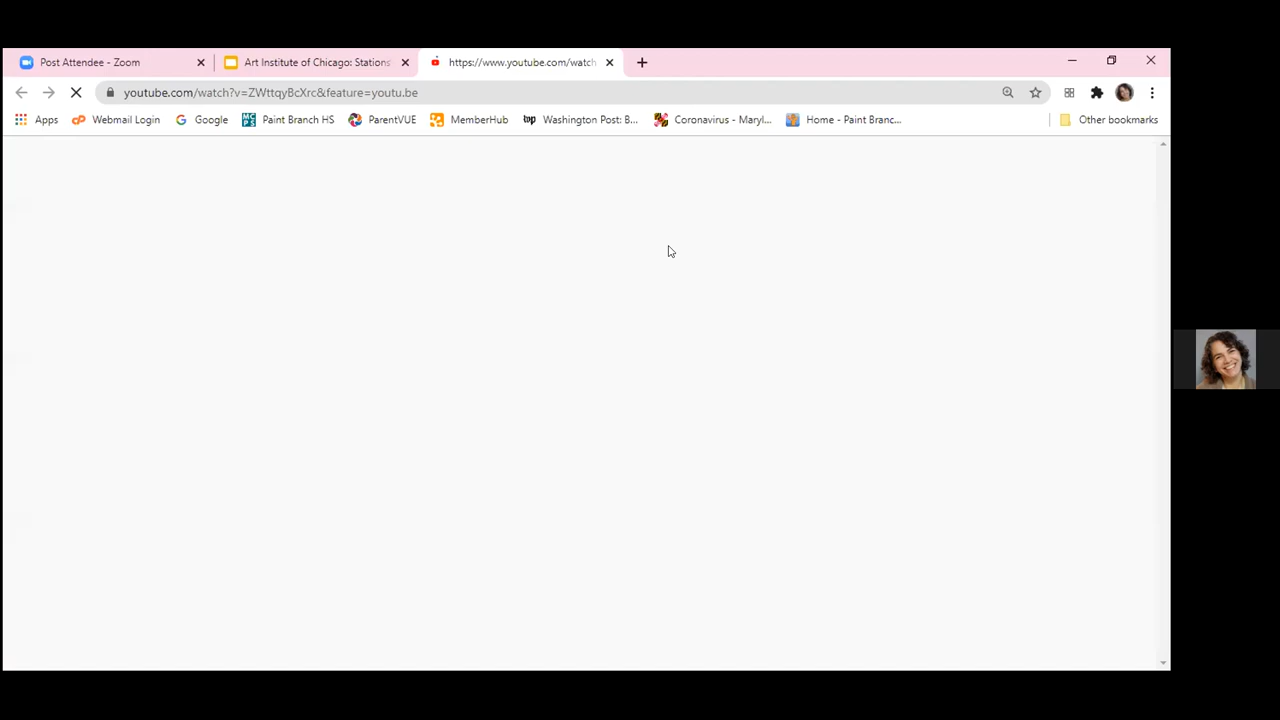 Post Attendee - Zoom
Art Institute of Chicago: Stations
https://www.youtube.com/watch
youtube.com/watch?v=ZWttqyBcXrc&feature=youtu.be
Apps
Webmail Login
Google
MCPS Paint Branch HS
ParentVUE
MemberHub
wp Washington Post: B...
Coronavirus - Maryl...
Home - Paint Branc...
Other bookmarks